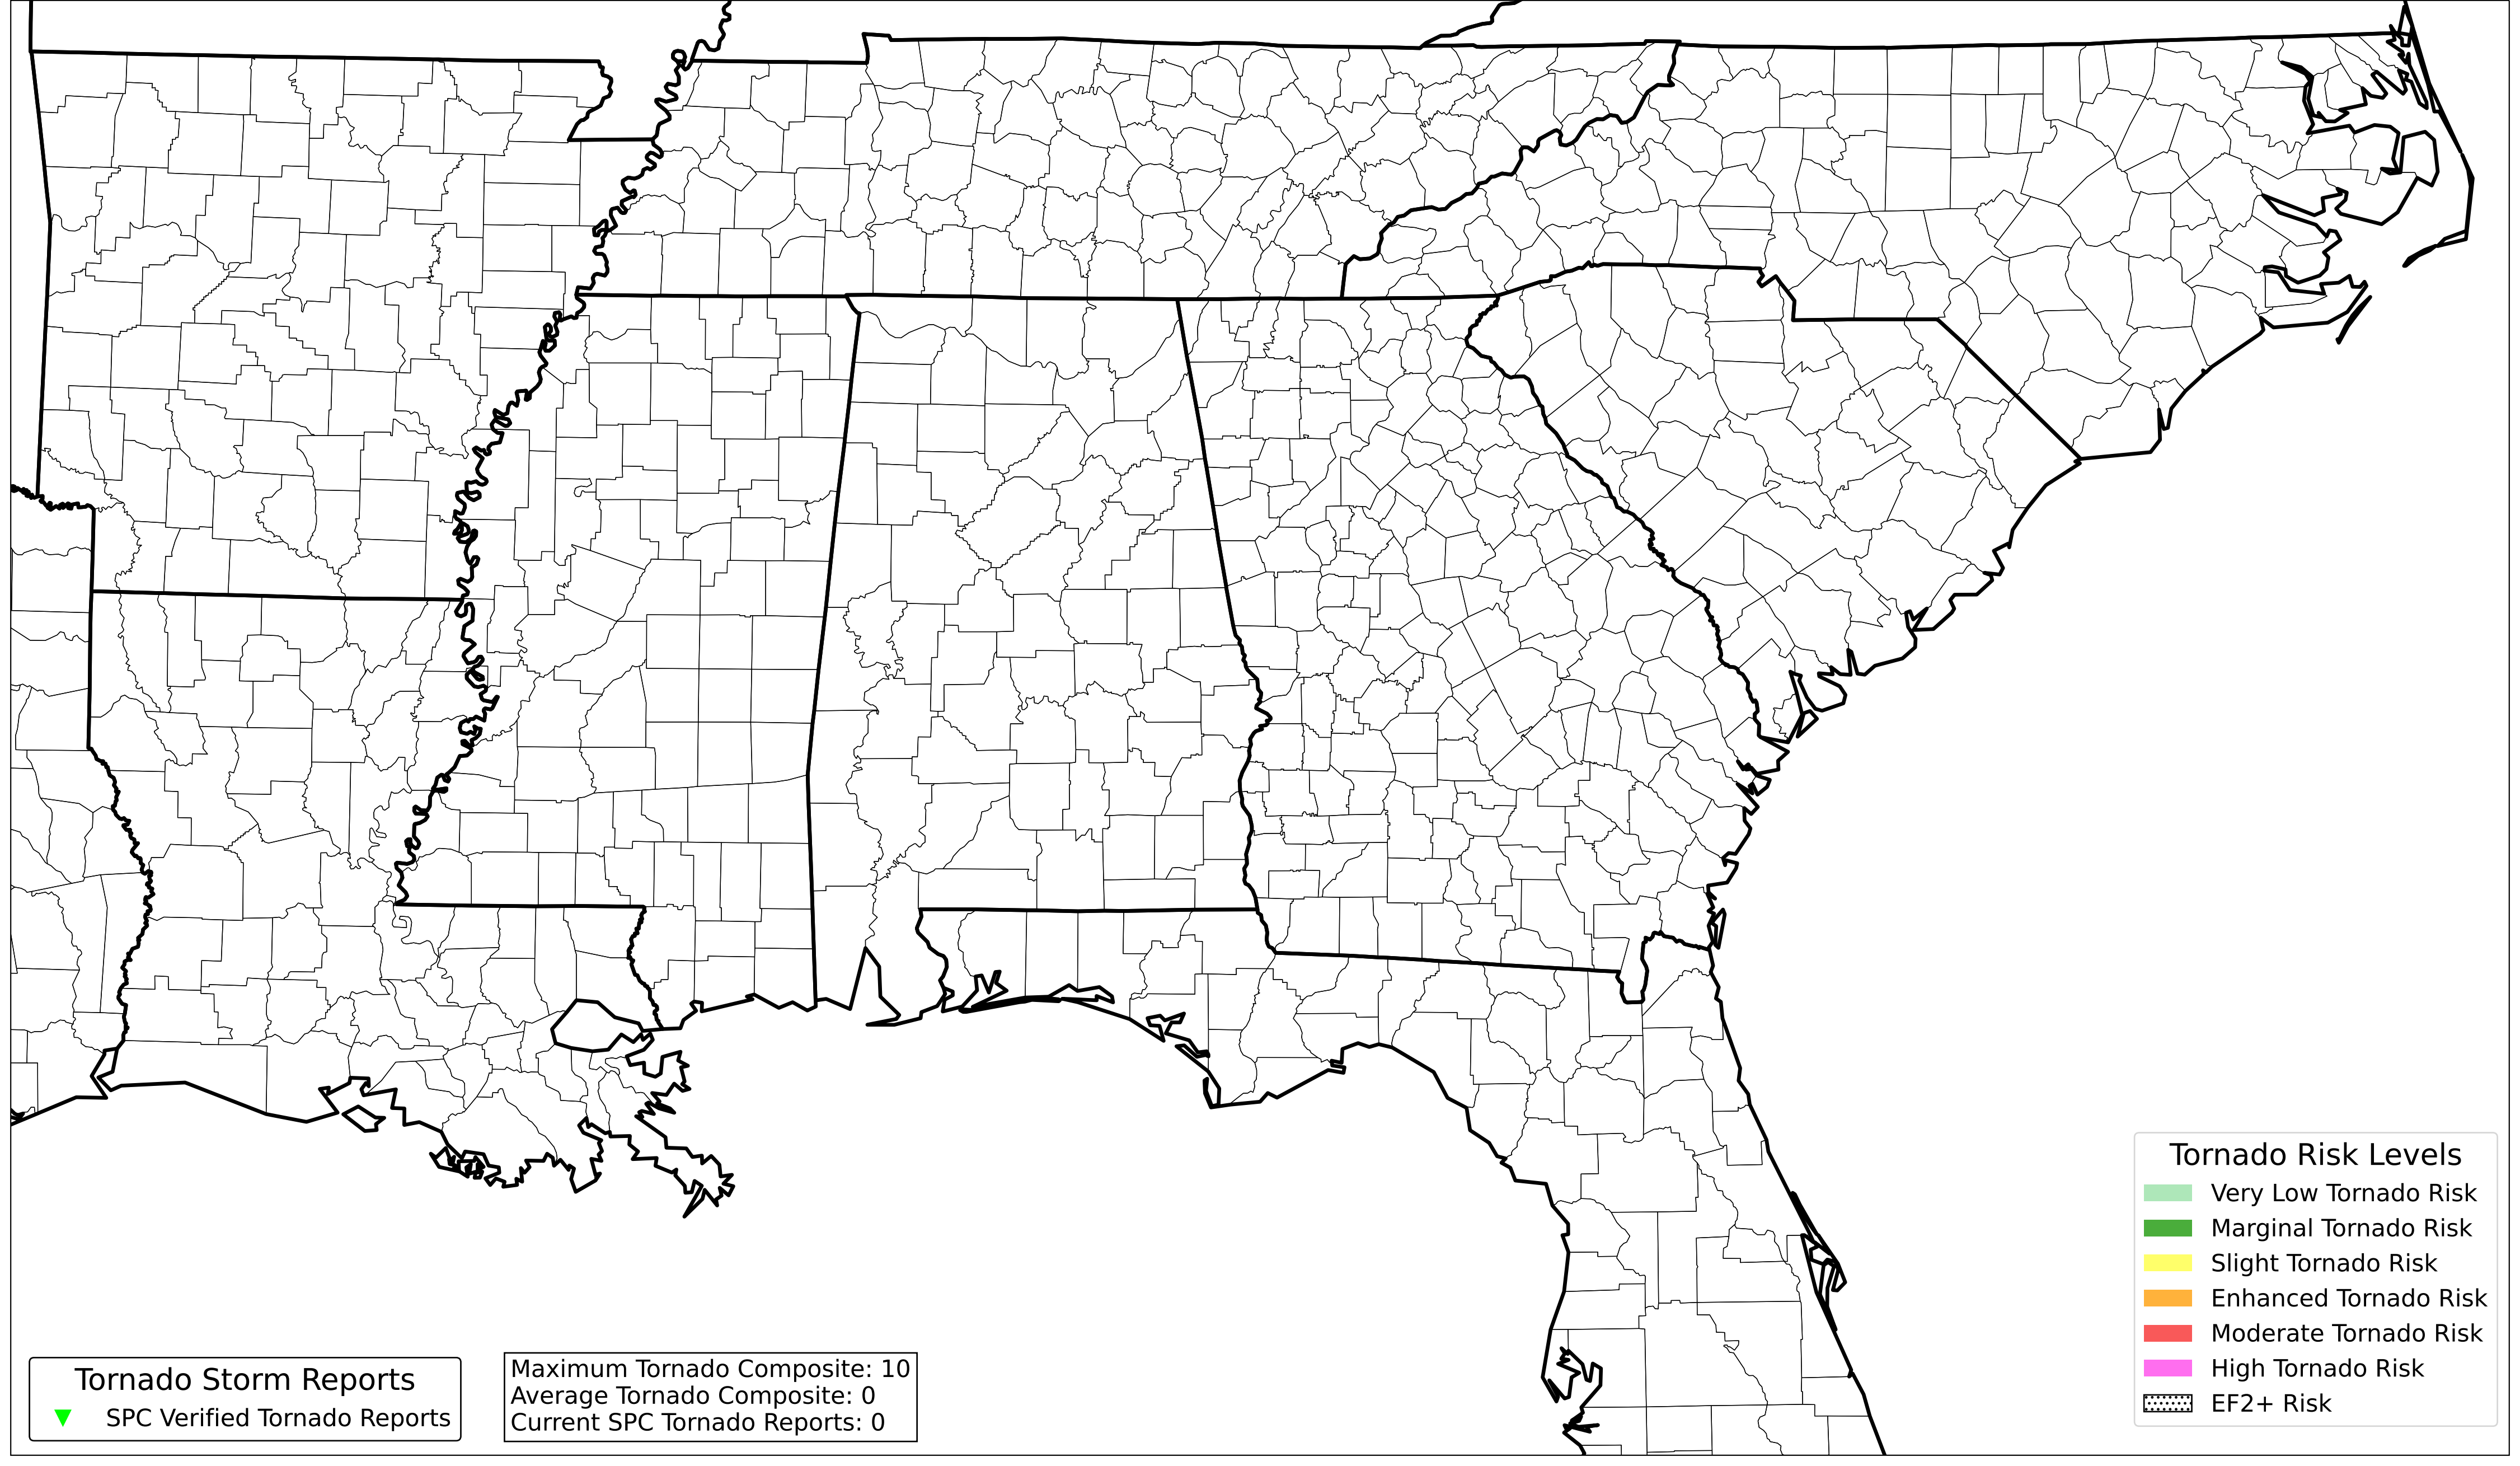 Tornado Storm Reports
SPC Verified Tornado Reports
Maximum Tornado Composite: 10
Average Tornado Composite: 0
Current SPC Tornado Reports: 0
Tornado Risk Levels
Very Low Tornado Risk
Marginal Tornado Risk
Slight Tornado Risk
Enhanced Tornado Risk
Moderate Tornado Risk
High Tornado Risk
EF2+ Risk